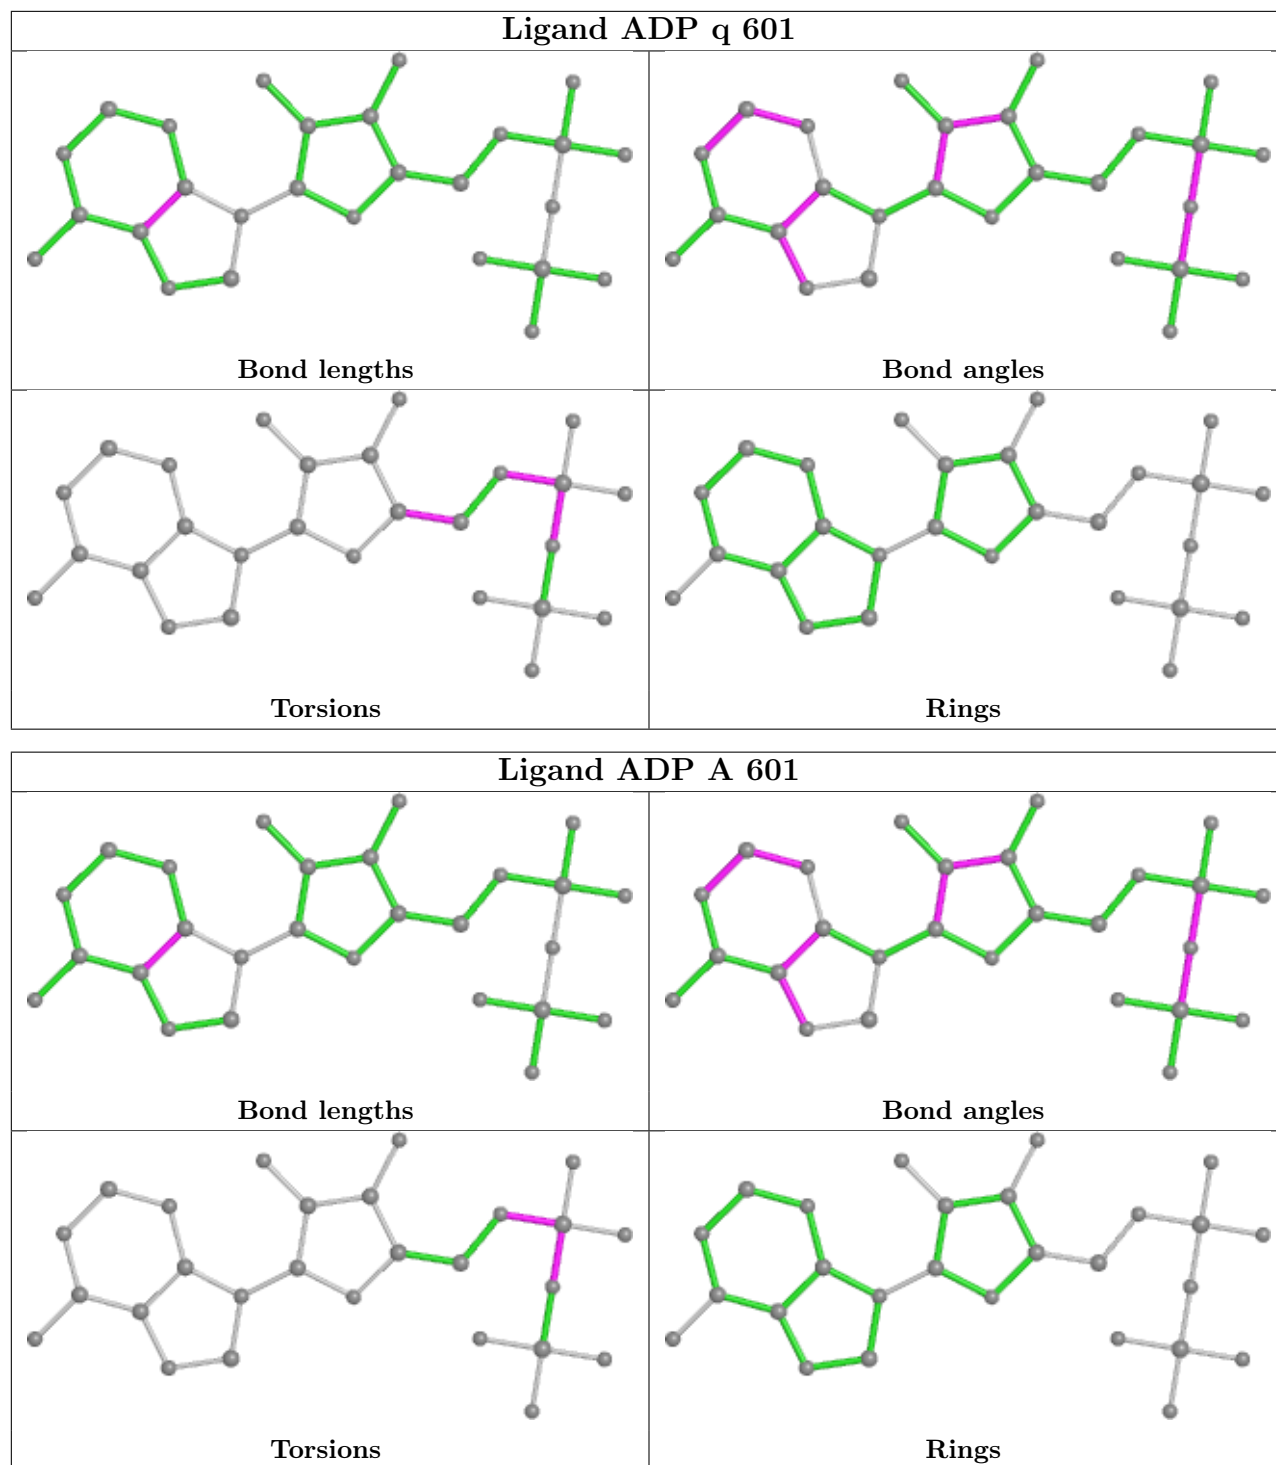 Ligand ADP q 601
Bond lengths
Bond angles
Torsions
Rings
Ligand ADP A 601
Bond lengths
Bond angles
Torsions
Rings